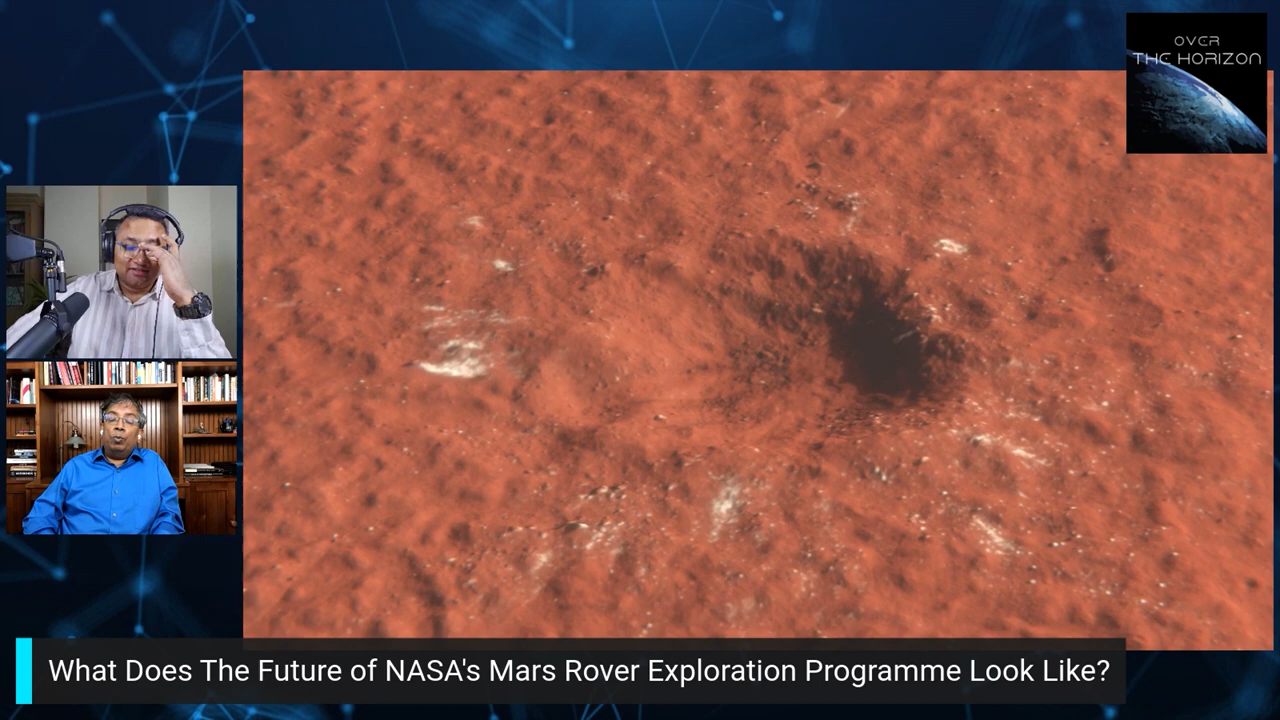 OVER
THE HORIZON
What Does The Future of NASA's Mars Rover Exploration Programme Look Like?